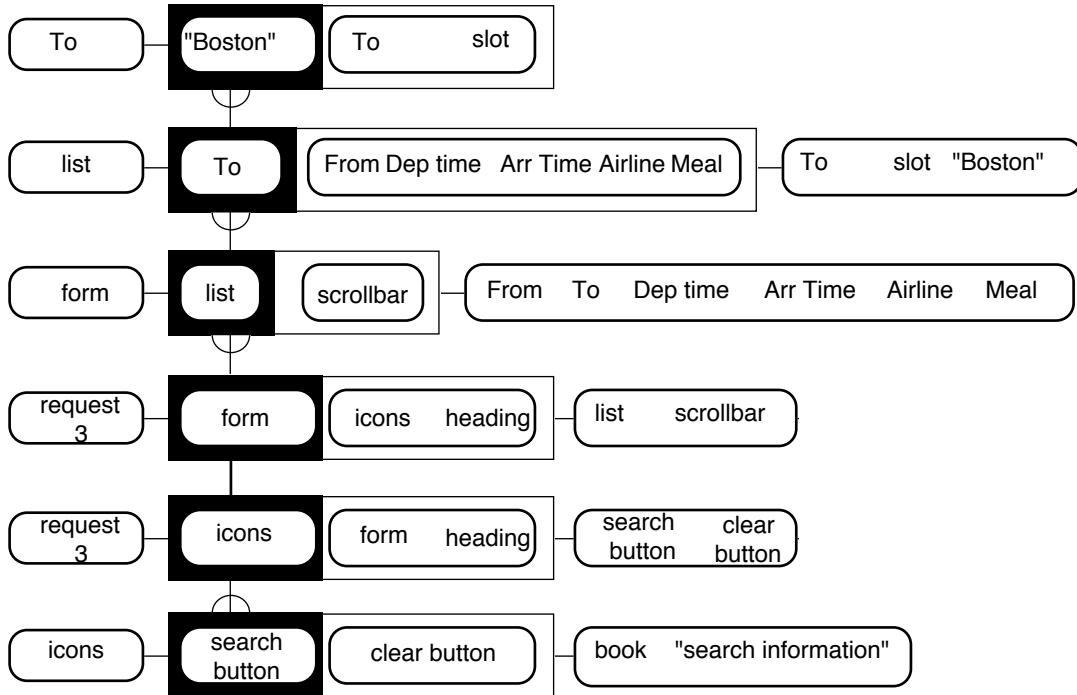 To "Boston" To slot
list To From Dep time Arr Time Airline Meal To slot "Boston"
form list scrollbar From To Dep time Arr Time Airline Meal
request
3
form icons heading list scrollbar
request
3
icons form heading search
button
clear
button
icons search
button
clear button book "search information"